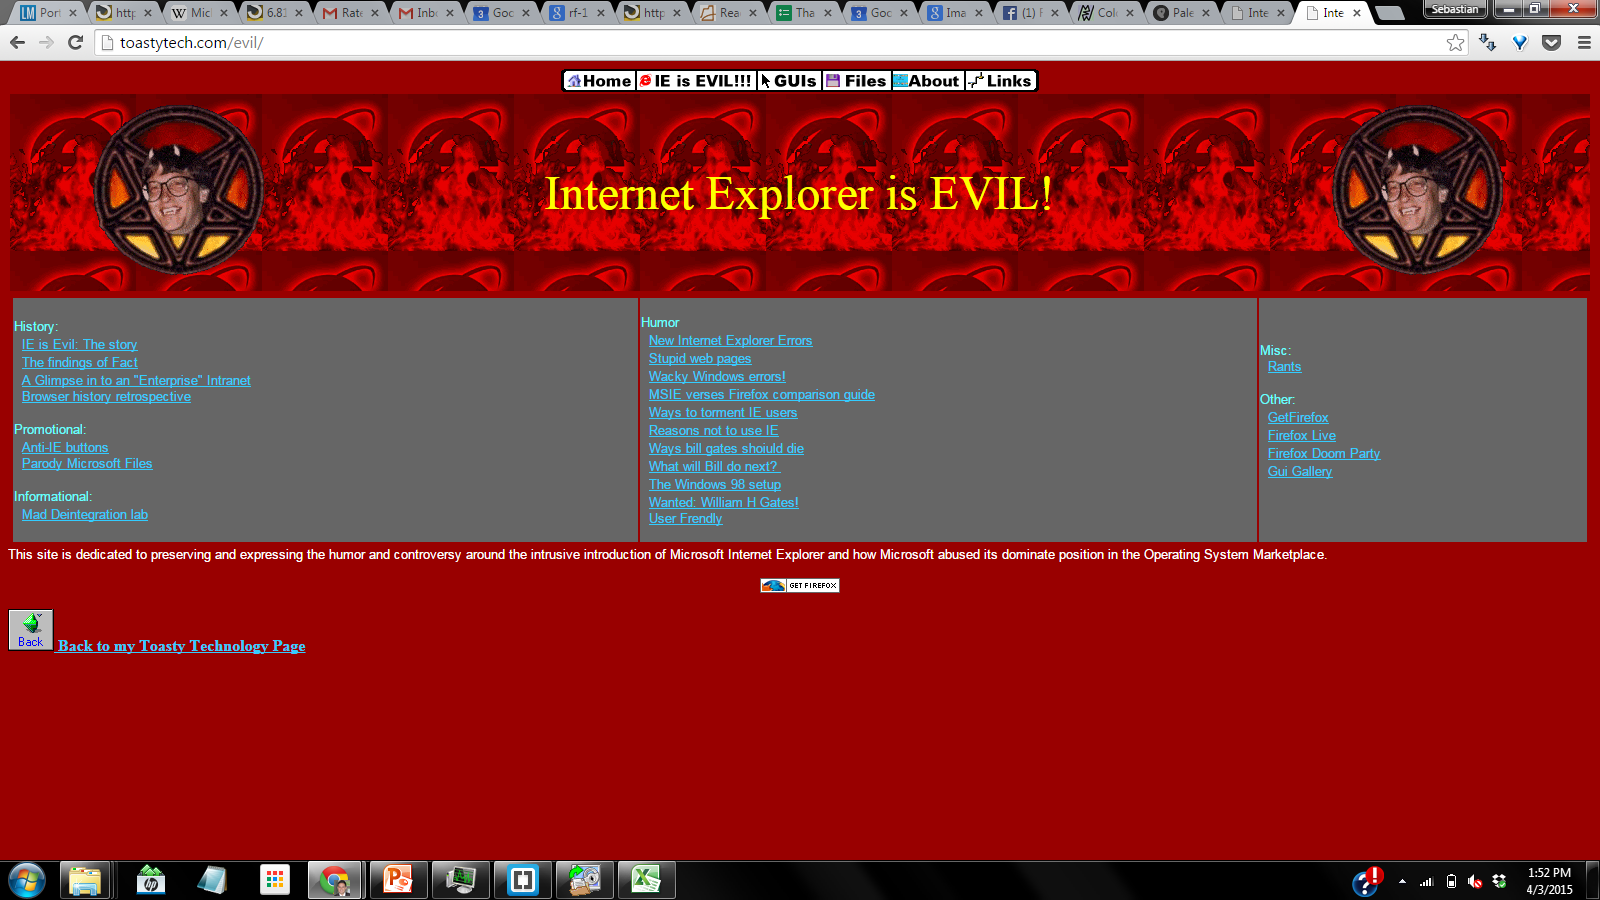 Port
http
Micl
6.81
Rate
Inbo
Goo
rf-1
http
Rea
Tha
Goo
Ima
(1) F
Colo
Pale
Inte
Inte
Sebastian
toastytech.com/evil/
Home IE is EVIL!!! GUIs Files About Links
Internet Explorer is EVIL!
History:
IE is Evil: The story
The findings of Fact
A Glimpse in to an "Enterprise" Intranet
Browser history retrospective
Promotional:
Anti-IE buttons
Parody Microsoft Files
Informational:
Mad Deintegration lab
Humor
New Internet Explorer Errors
Stupid web pages
Wacky Windows errors!
MSIE verses Firefox comparison guide
Ways to torment IE users
Reasons not to use IE
Ways bill gates shoiuld die
What will Bill do next?
The Windows 98 setup
Wanted: William H Gates!
User Frendly
Misc:
Rants
Other:
GetFirefox
Firefox Live
Firefox Doom Party
Gui Gallery
This site is dedicated to preserving and expressing the humor and controversy around the intrusive introduction of Microsoft Internet Explorer and how Microsoft abused its dominate position in the Operating System Marketplace.
GET FIREFOX
Back
Back to my Toasty Technology Page
1:52 PM
4/3/2015